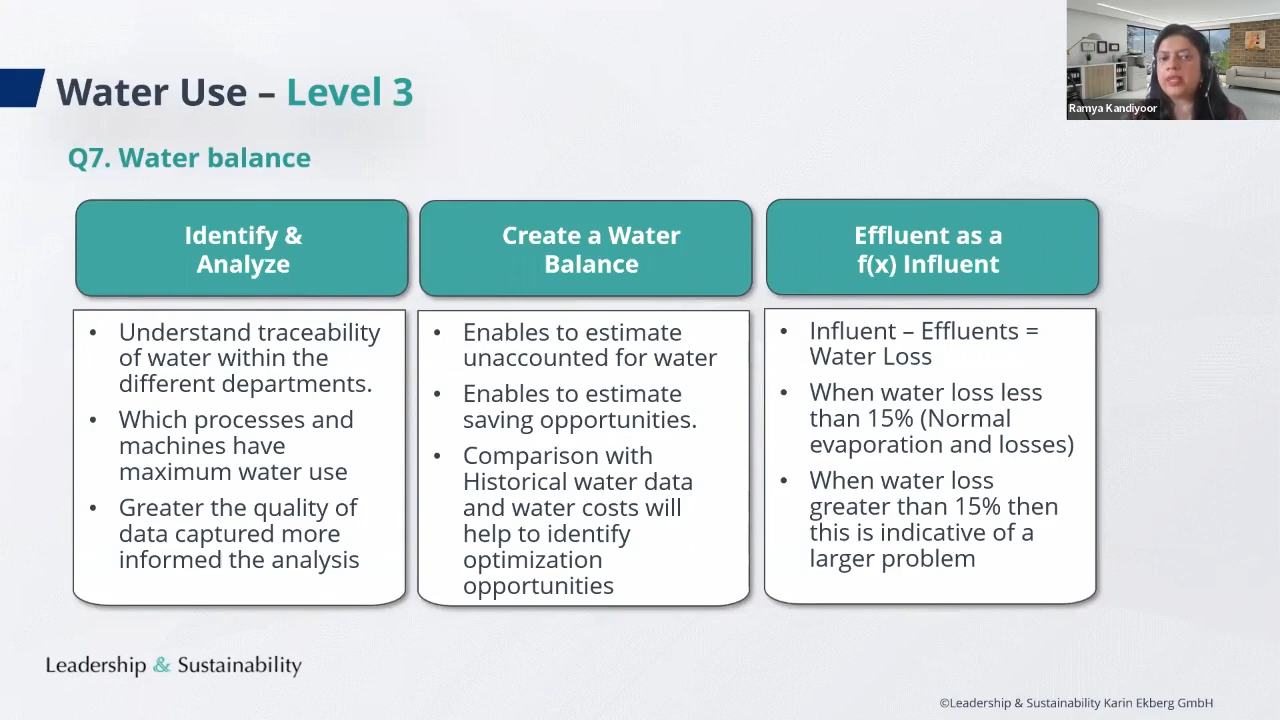 Water Use – Level 3
Ramya Kandiyoor
Q7. Water balance
Identify &
Analyze
Create a Water
Balance
Effluent as a
f(x) Influent
• Understand traceability
of water within the
different departments.
• Which processes and
machines have
maximum water use
• Greater the quality of
data captured more
informed the analysis
• Enables to estimate
unaccounted for water
• Enables to estimate
saving opportunities.
• Comparison with
Historical water data
and water costs will
help to identify
optimization
opportunities
• Influent – Effluents =
Water Loss
• When water loss less
than 15% (Normal
evaporation and losses)
• When water loss
greater than 15% then
this is indicative of a
larger problem
Leadership & Sustainability
©Leadership & Sustainability Karin Ekberg GmbH